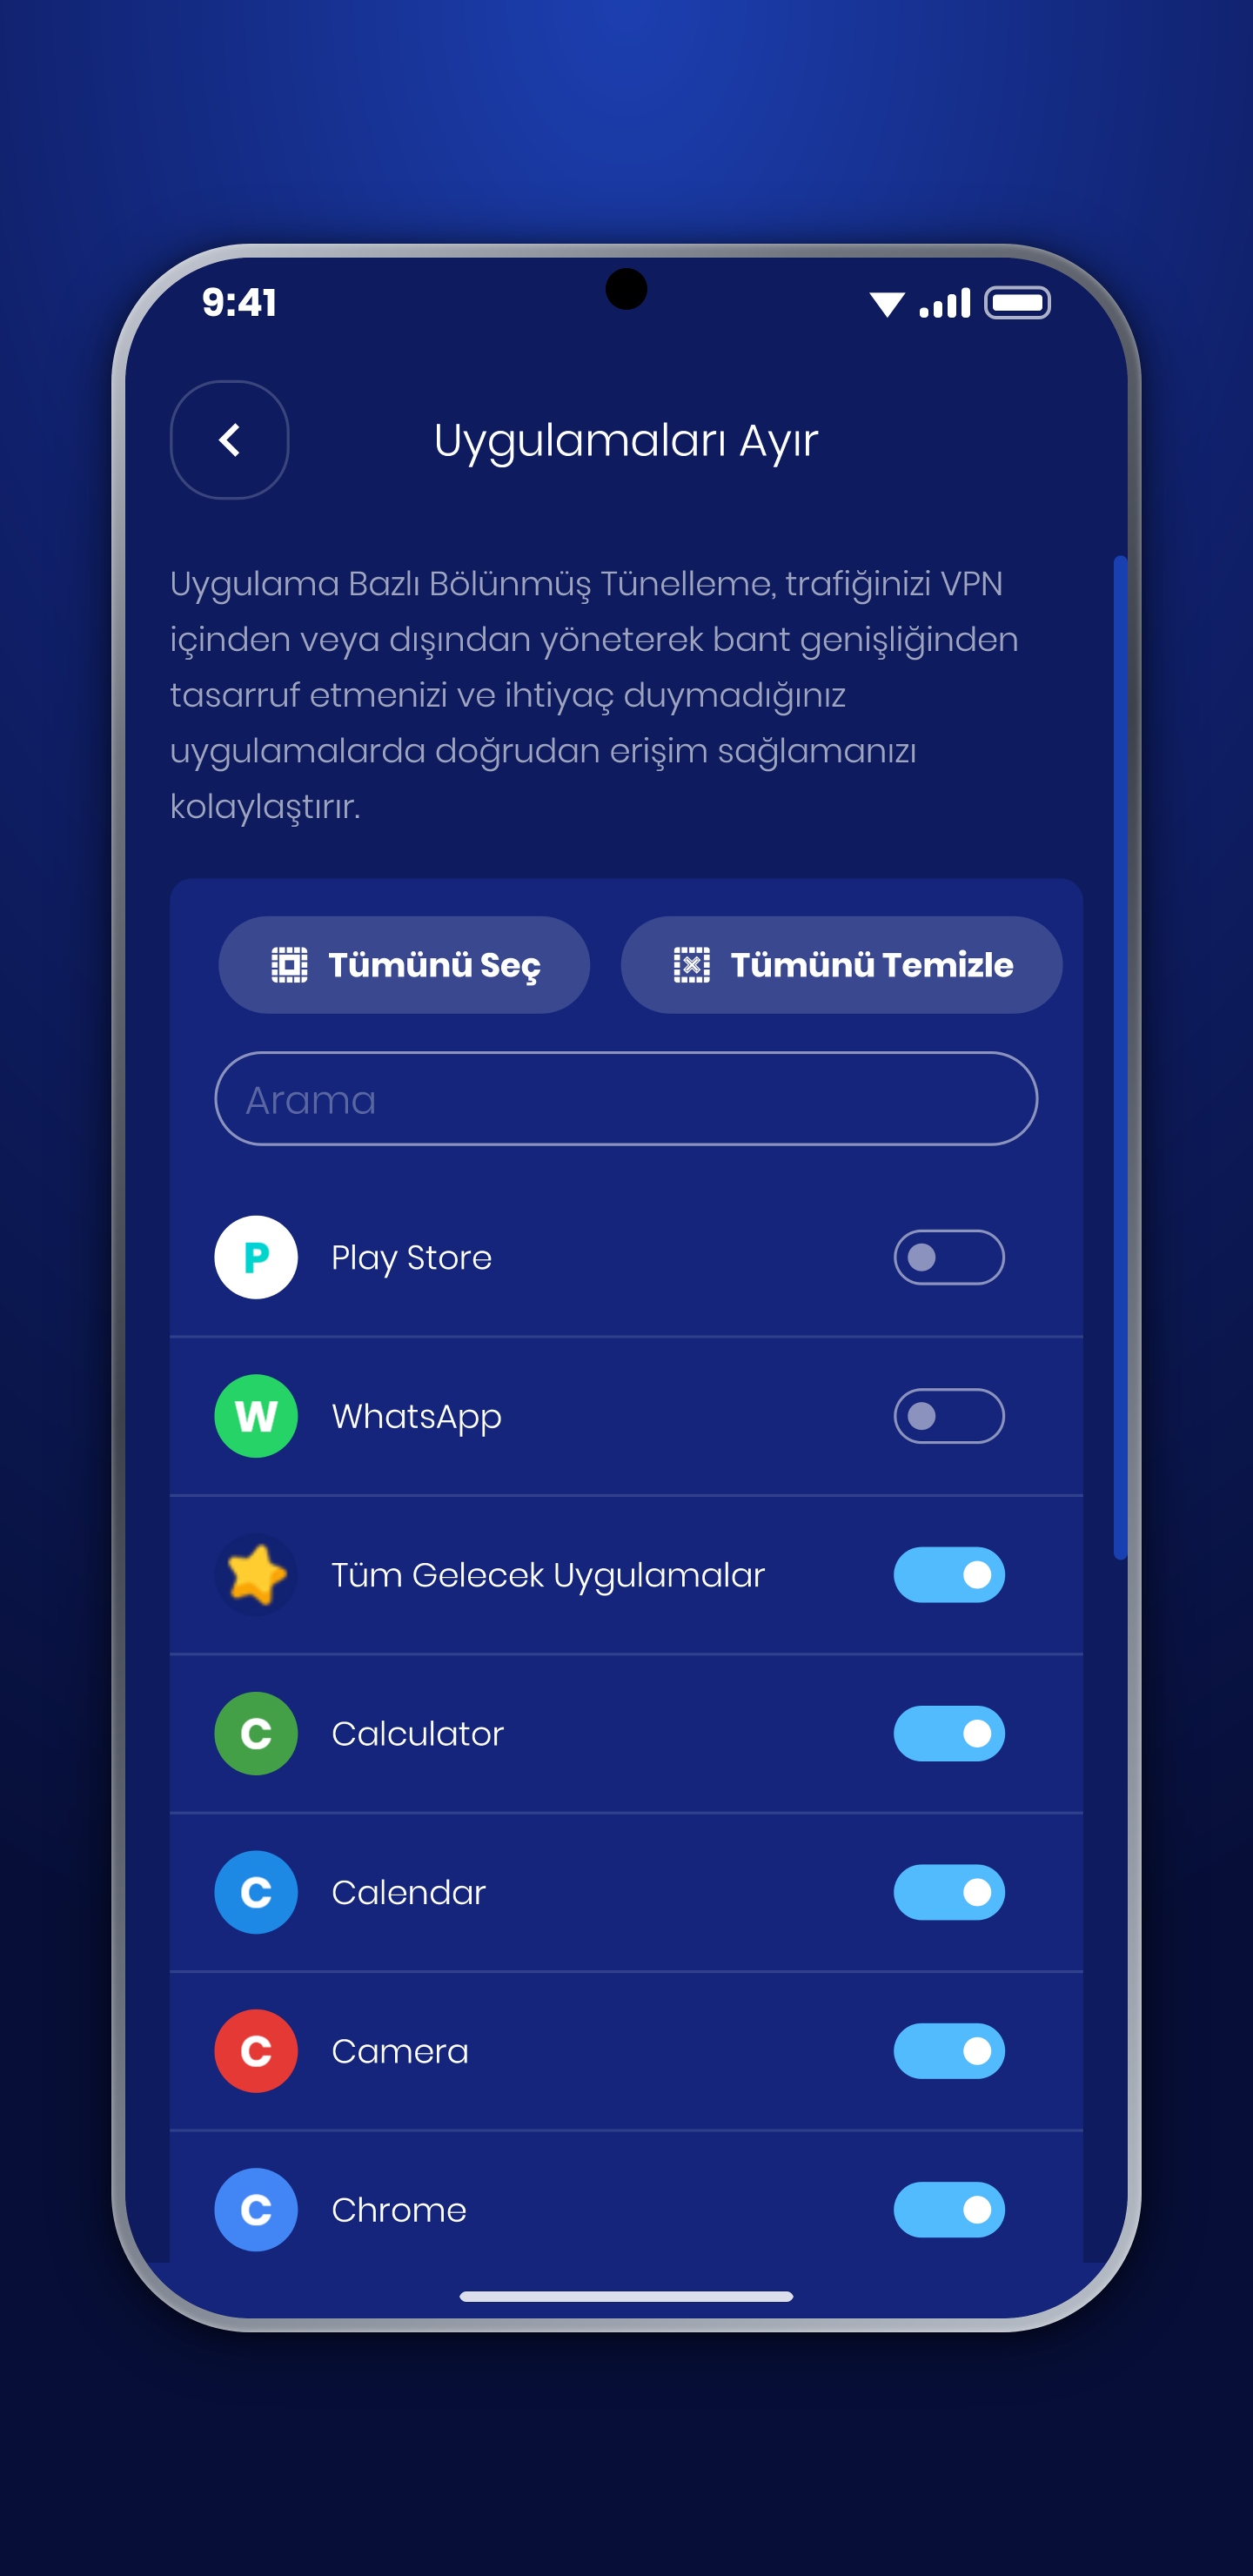 9:41
Uygulamaları Ayır
Uygulama Bazlı Bölünmüş Tünelleme, trafiğinizi VPN
içinden veya dışından yöneterek bant genişliğinden
tasarruf etmenizi ve ihtiyaç duymadığınız
uygulamalarda doğrudan erişim sağlamanızı
kolaylaştırır.
Tümünü Seç Tümünü Temizle
Arama
P Play Store
W WhatsApp
Tüm Gelecek Uygulamalar
C Calculator
C Calendar
C Camera
C Chrome